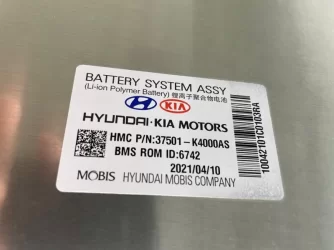 BATTERY SYSTEM ASSY
(Li-ion Polymer Battery) 锂离子聚合物电池
KIA
HYUNDAI·KIA MOTORS
HMC P/N:37501-K4000AS
BMS ROM ID:6742
2021/04/10
MOBIS HYUNDAI MOBIS COMPANY